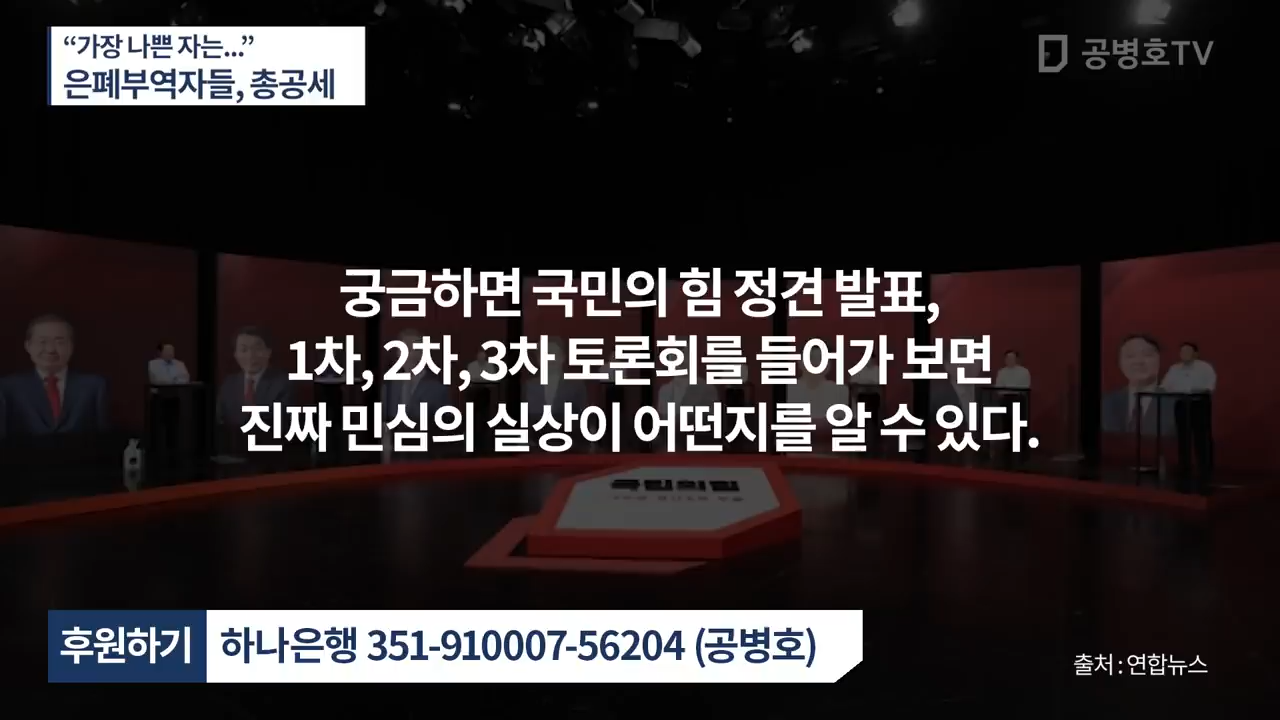 “가장 나쁜 자는...”
은폐부역자들, 총공세
공병호TV
궁금하면 국민의 힘 정견 발표,
1차, 2차, 3차 토론회를 들어가 보면
진짜 민심의 실상이 어떤지를 알 수 있다.
국민의힘
후원하기
하나은행 351-910007-56204 (공병호)
출처 : 연합뉴스